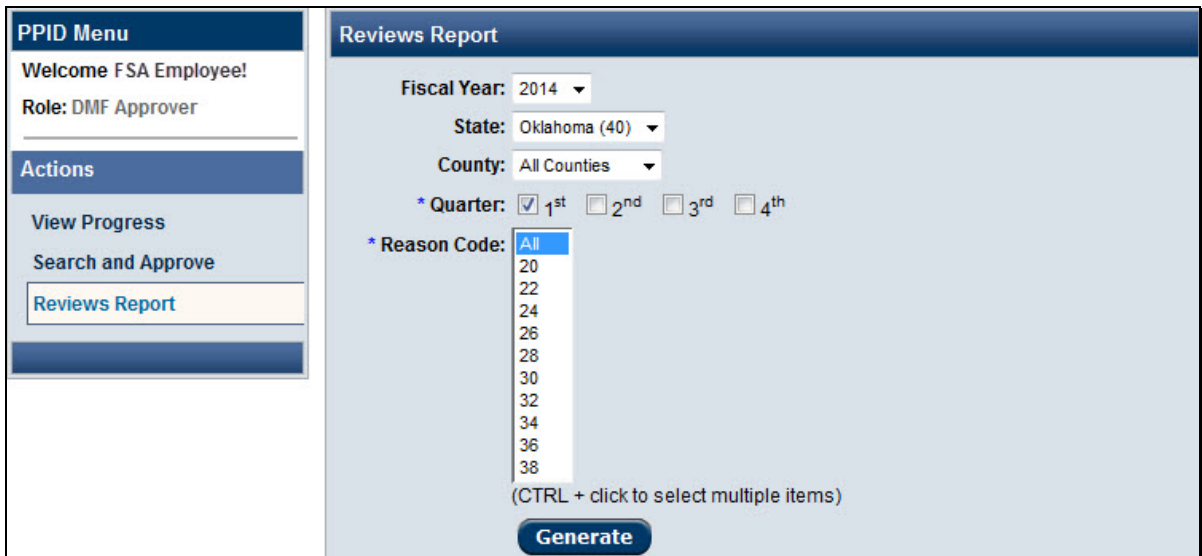 PPID Menu
Welcome FSA Employee!
Role: DMF Approver
Actions
View Progress
Search and Approve
Reviews Report
Reviews Report
Fiscal Year: 2014
State: Oklahoma (40)
County: All Counties
* Quarter: 1st 2nd 3rd 4th
* Reason Code: All
20
22
24
26
28
30
32
34
36
38
(CTRL + click to select multiple items)
Generate